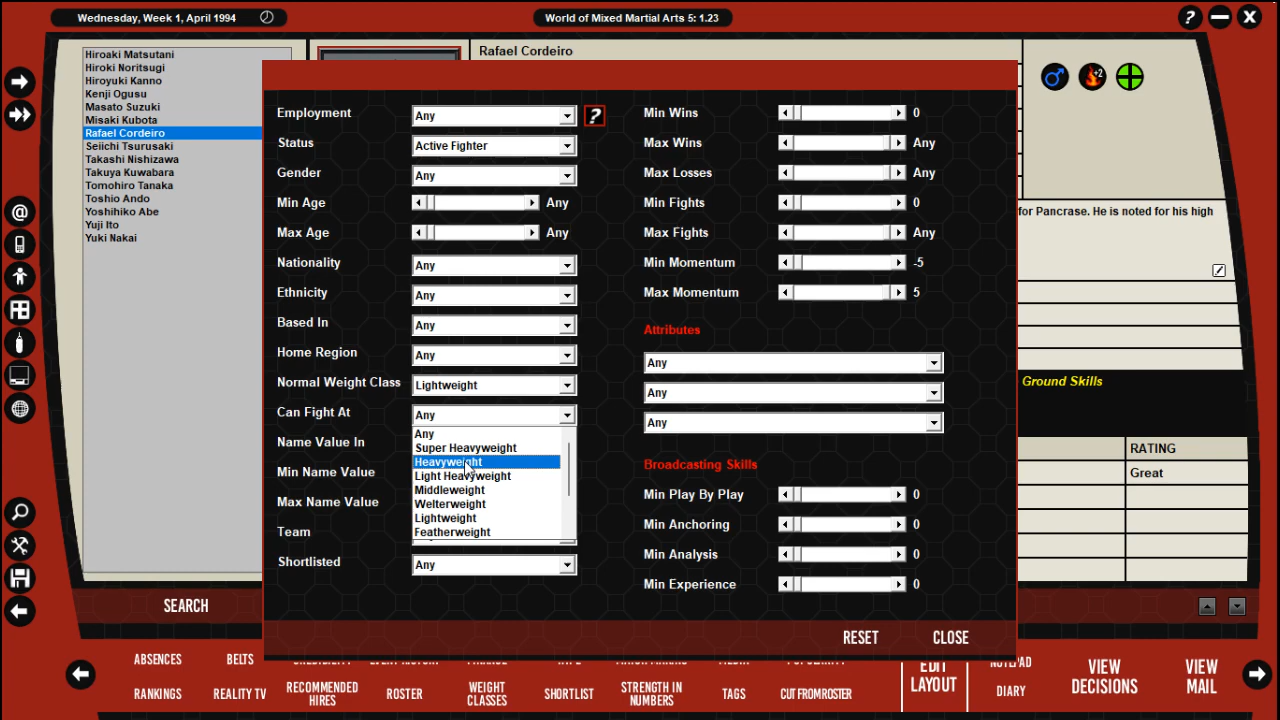 Wednesday, Week 1, April 1994
World of Mixed Martial Arts 5: 1.23
?
Hiroaki Matsutani
Hiroki Noritsugi
Hiroyuki Kanno
Kenji Ogusu
Masato Suzuki
Misaki Kubota
Rafael Cordeiro
Seiichi Tsurusaki
Takashi Nishizawa
Takuya Kuwabara
Tomohiro Tanaka
Toshio Ando
Yoshihiko Abe
Yuji Ito
Yuki Nakai
SEARCH
Rafael Cordeiro
+2
for Pancrase. He is noted for his high
Ground Skills
RATING
Great
Employment Any ?
Status Active Fighter
Gender Any
Min Age Any
Max Age Any
Nationality Any
Ethnicity Any
Based In Any
Home Region Any
Normal Weight Class Lightweight
Can Fight At Any
Any
Super Heavyweight
Heavyweight
Light Heavyweight
Middleweight
Welterweight
Lightweight
Featherweight
Name Value In
Min Name Value
Max Name Value
Team
Shortlisted Any
Min Wins 0
Max Wins Any
Max Losses Any
Min Fights 0
Max Fights Any
Min Momentum -5
Max Momentum 5
Attributes
Any
Any
Any
Broadcasting Skills
Min Play By Play 0
Min Anchoring 0
Min Analysis 0
Min Experience 0
RESET CLOSE
ABSENCES
BELTS
RANKINGS
REALITY TV
RECOMMENDED HIRES
ROSTER
WEIGHT CLASSES
SHORTLIST
STRENGTH IN NUMBERS
TAGS
CUT FROM ROSTER
EDIT LAYOUT
NOTEPAD
DIARY
VIEW DECISIONS
VIEW MAIL